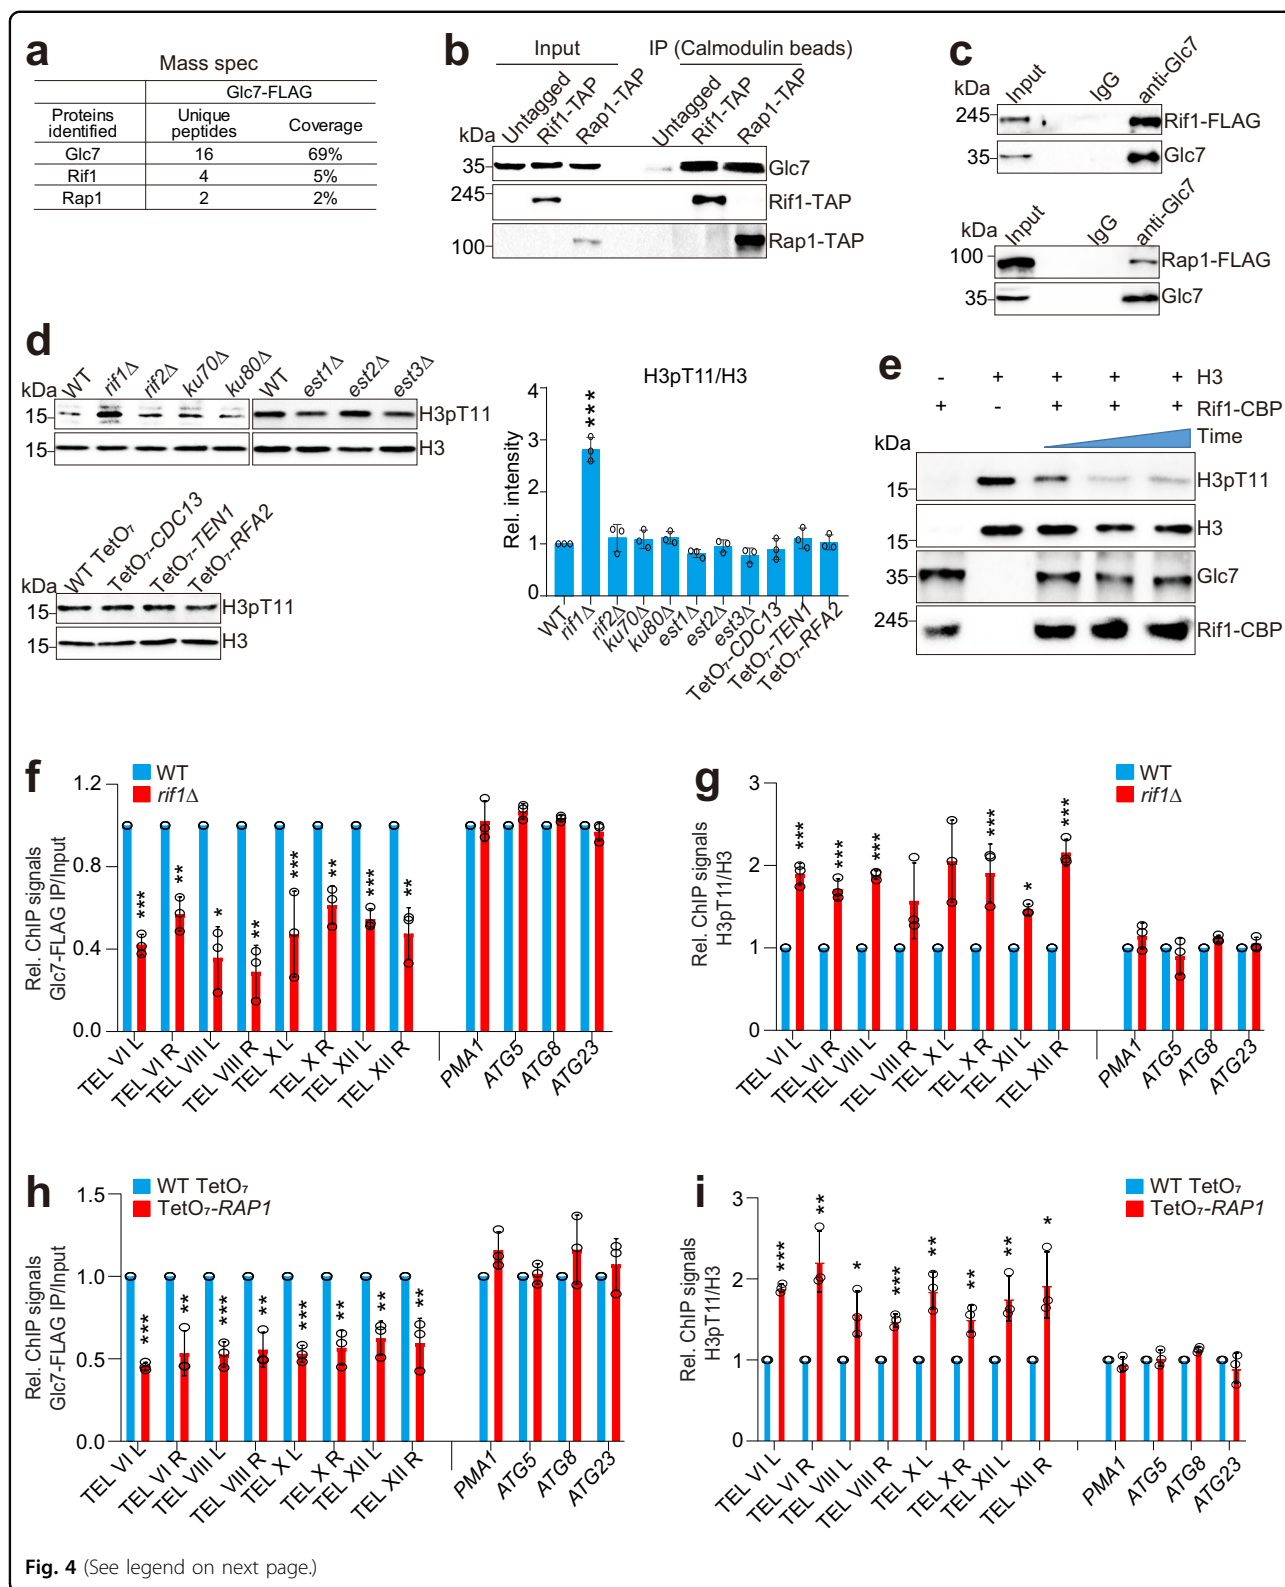 a
Mass spec
Glc7-FLAG
Proteins identified Unique peptides Coverage
Glc7 16 69%
Rif1 4 5%
Rap1 2 2%
b
Input IP (Calmodulin beads)
Untagged Rif1-TAP Rap1-TAP Untagged Rif1-TAP Rap1-TAP
kDa
35 Glc7
245 Rif1-TAP
100 Rap1-TAP
c
Input IgG anti-Glc7
kDa
245 Rif1-FLAG
35 Glc7
Input IgG anti-Glc7
kDa
100 Rap1-FLAG
35 Glc7
d
WT rif1Δ rif2Δ ku70Δ ku80Δ WT est1Δ est2Δ est3Δ
kDa
15 H3pT11
15 H3
WT TetO₇ TetO₇-CDC13 TetO₇-TEN1 TetO₇-RFA2
kDa
15 H3pT11
15 H3
H3pT11/H3
Rel. intensity
4
3
2
1
0
***
WT rif1Δ rif2Δ ku70Δ ku80Δ est1Δ est2Δ est3Δ TetO₇-CDC13 TetO₇-TEN1 TetO₇-RFA2
e
- + + + + H3
+ - + + + Rif1-CBP
Time
kDa
15 H3pT11
15 H3
35 Glc7
245 Rif1-CBP
f
WT
rif1Δ
Rel. ChIP signals
Glc7-FLAG IP/Input
1.2
0.8
0.4
0.0
*** ** * ** *** ** *** **
TEL VI L TEL VI R TEL VIII L TEL VIII R TEL X L TEL X R TEL XII L TEL XII R PMA1 ATG5 ATG8 ATG23
g
WT
rif1Δ
Rel. ChIP signals
H3pT11/H3
3
2
1
0
*** *** *** *** * ***
TEL VI L TEL VI R TEL VIII L TEL VIII R TEL X L TEL X R TEL XII L TEL XII R PMA1 ATG5 ATG8 ATG23
h
WT TetO₇
TetO₇-RAP1
Rel. ChIP signals
Glc7-FLAG IP/Input
1.5
1.0
0.5
0.0
*** ** *** ** *** ** ** **
TEL VI L TEL VI R TEL VIII L TEL VIII R TEL X L TEL X R TEL XII L TEL XII R PMA1 ATG5 ATG8 ATG23
i
WT TetO₇
TetO₇-RAP1
Rel. ChIP signals
H3pT11/H3
3
2
1
0
*** ** * *** ** ** ** *
TEL VI L TEL VI R TEL VIII L TEL VIII R TEL X L TEL X R TEL XII L TEL XII R PMA1 ATG5 ATG8 ATG23
Fig. 4 (See legend on next page.)